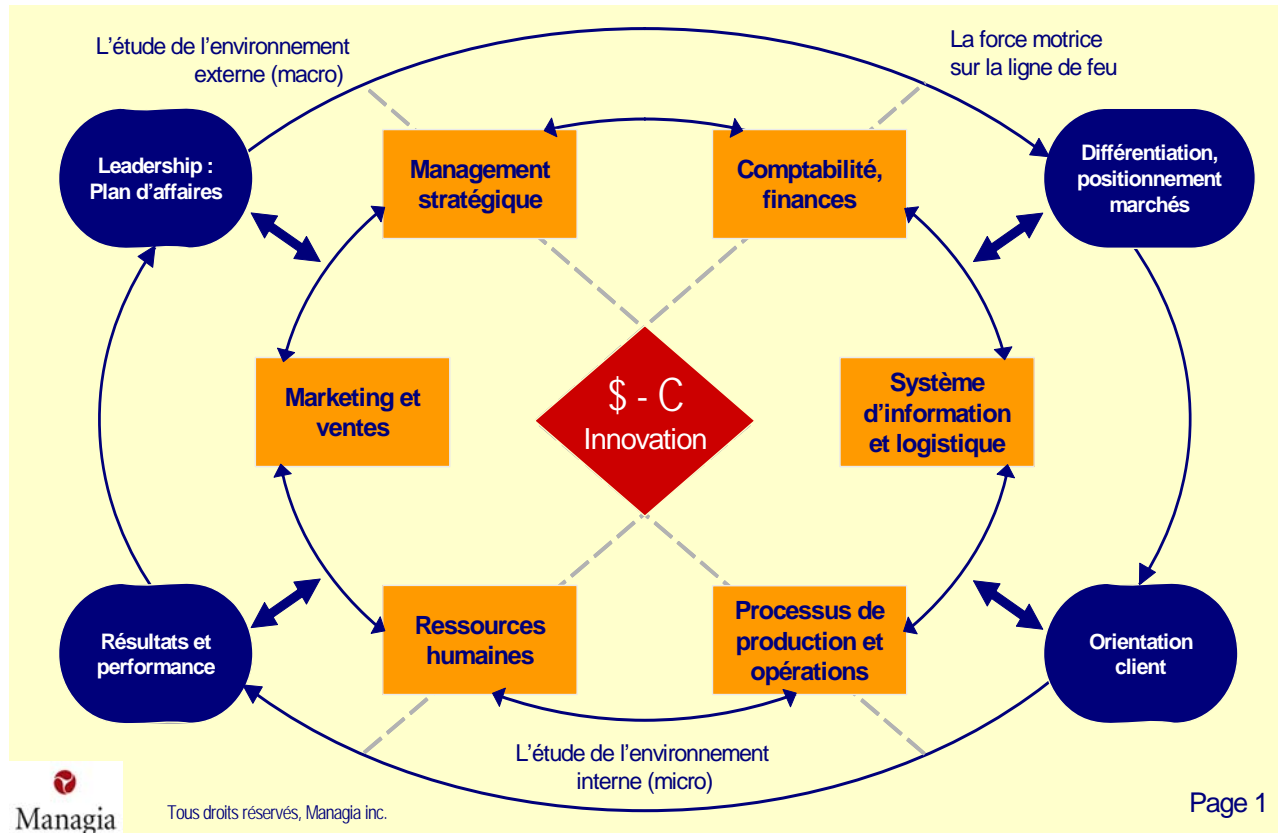 L'étude de l'environnement
externe (macro)
La force motrice
sur la ligne de feu
Leadership :
Plan d'affaires
Management
stratégique
Comptabilité,
finances
Différentiation,
positionnement
marchés
Marketing et
ventes
$ - C
Innovation
Système
d'information
et logistique
Résultats et
performance
Ressources
humaines
Processus de
production et
opérations
Orientation
client
L'étude de l'environnement
interne (micro)
Managia
Tous droits réservés, Managia inc.
Page 1